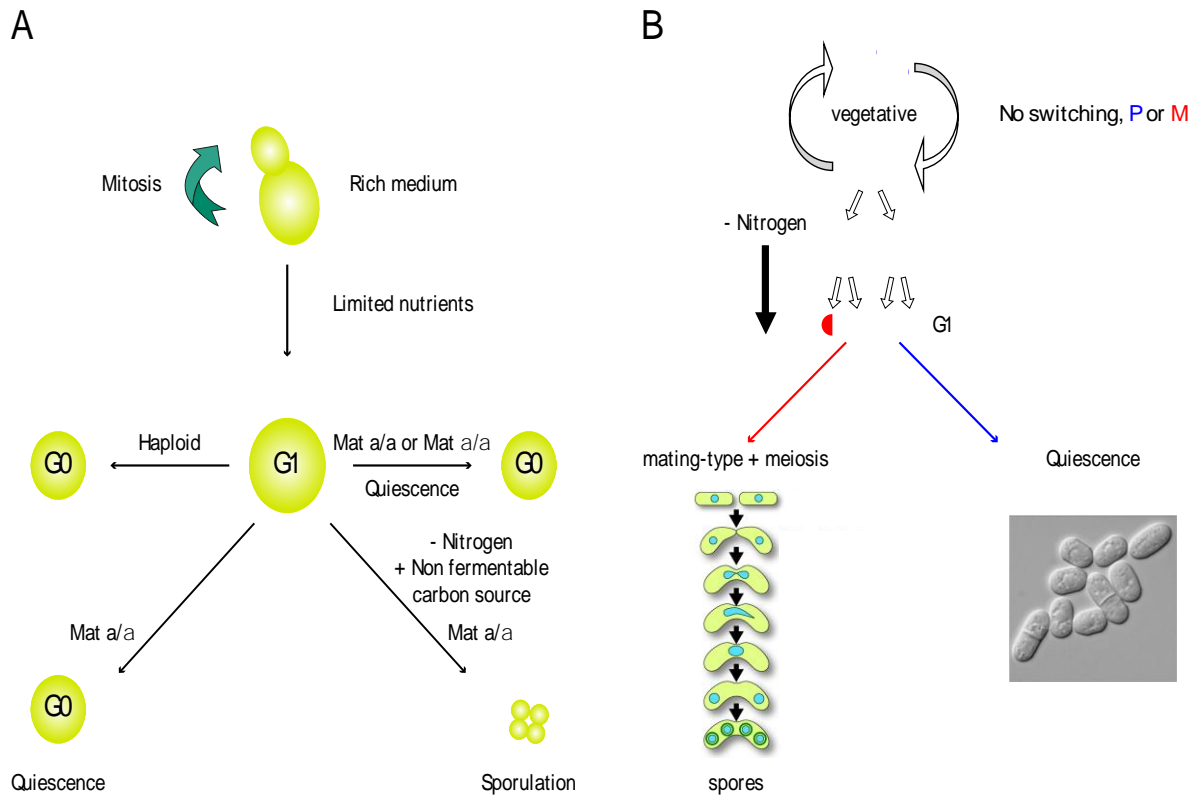 A
Mitosis
Rich medium
Limited nutrients
G0
Haploid
G1
Mat a/a or Mat a/a
Quiescence
G0
- Nitrogen
+ Non fermentable
carbon source
Mat a/a
Mat a/a
G0
Quiescence
Sporulation
B
vegetative
No switching, P or M
- Nitrogen
G1
mating-type + meiosis
Quiescence
spores